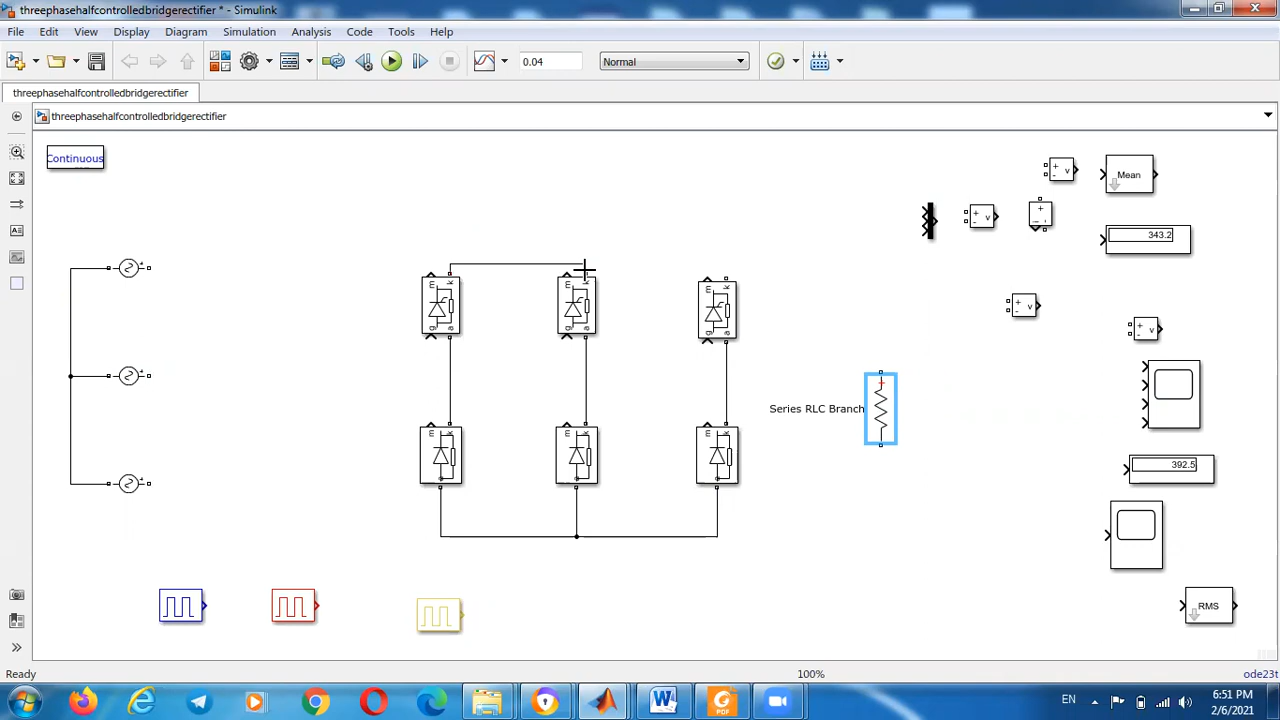 threephasehalfcontrolledbridgerectifier * - Simulink
File Edit View Display Diagram Simulation Analysis Code Tools Help
0.04
Normal
threephasehalfcontrolledbridgerectifier
threephasehalfcontrolledbridgerectifier
Continuous
+ - v
Mean
+ - v
+
343.2
m k
m k
m k
g a
g a
g a
+ - v
+ - v
Series RLC Branch
+
m k
m k
m k
392.5
RMS
Ready
100%
ode23t
W
PDF
EN
6:51 PM
2/6/2021